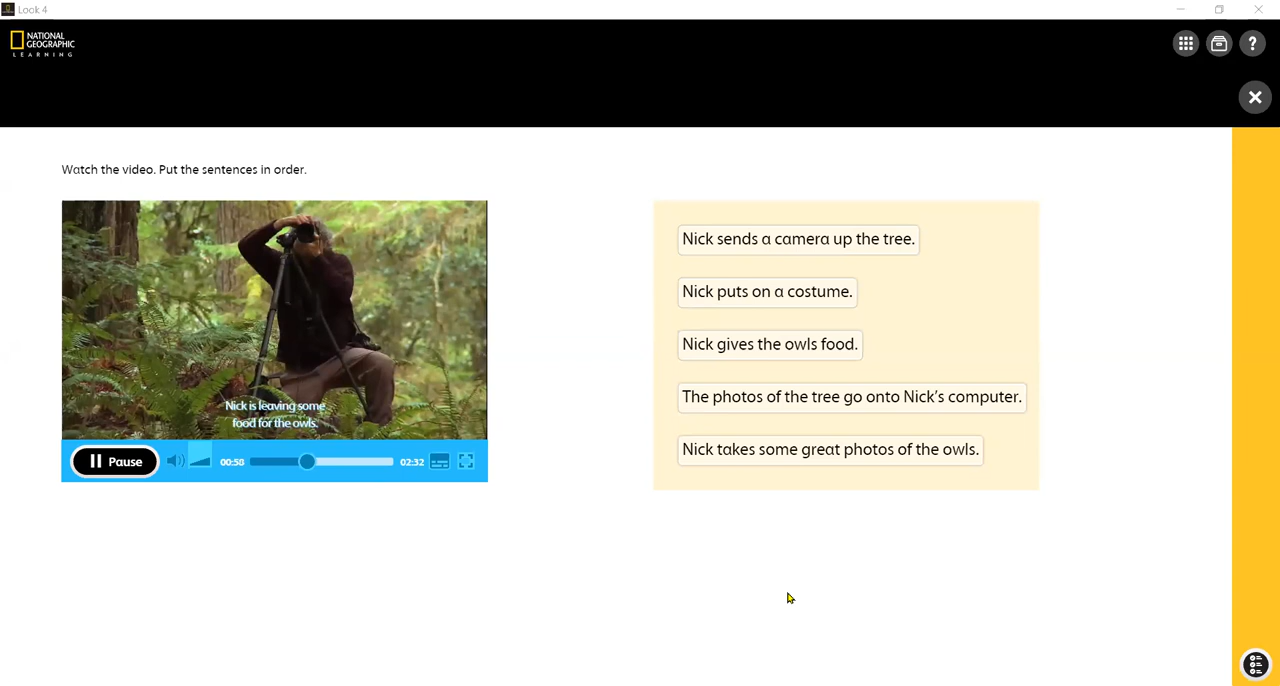 Look 4
NATIONAL
GEOGRAPHIC
LEARNING
?
Watch the video. Put the sentences in order.
Nick is leaving some
food for the owls.
Pause
00:58
02:32
Nick sends a camera up the tree.
Nick puts on a costume.
Nick gives the owls food.
The photos of the tree go onto Nick's computer.
Nick takes some great photos of the owls.